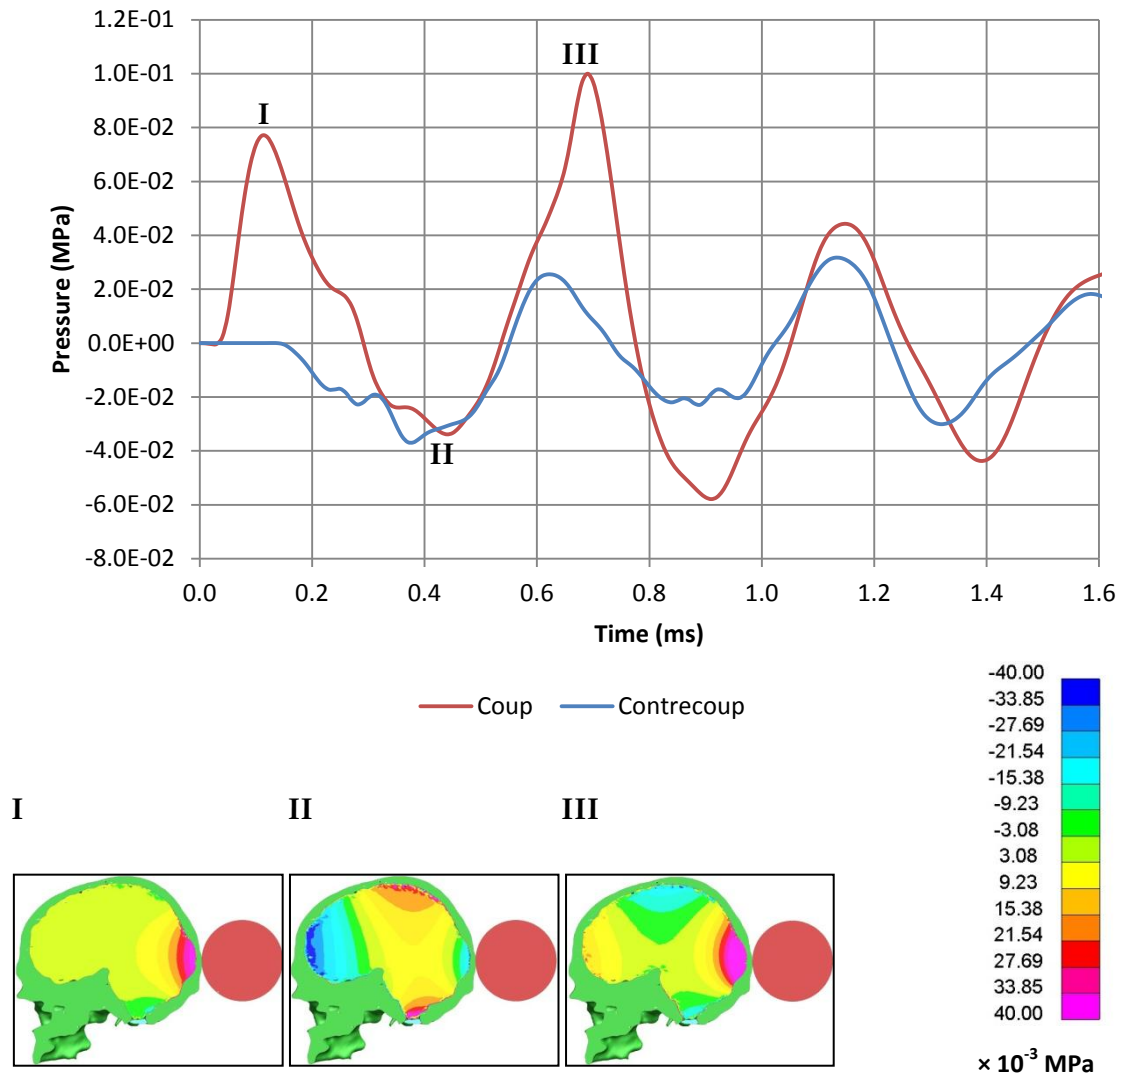 1.2E-01
1.0E-01
8.0E-02
6.0E-02
4.0E-02
2.0E-02
0.0E+00
-2.0E-02
-4.0E-02
-6.0E-02
-8.0E-02
Pressure (MPa)
I
II
III
0.0 0.2 0.4 0.6 0.8 1.0 1.2 1.4 1.6
Time (ms)
Coup Contrecoup
-40.00
-33.85
-27.69
-21.54
-15.38
-9.23
-3.08
3.08
9.23
15.38
21.54
27.69
33.85
40.00
× 10⁻³ MPa
I II III